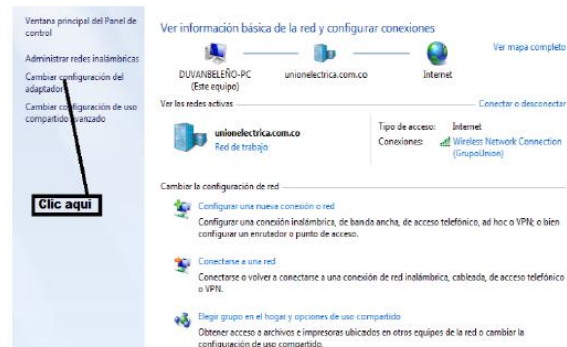 Ventana principal del Panel de
control
Administrar redes inalámbricas
Cambiar configuración del
adaptador
Cambiar configuración de uso
compartido avanzado
Clic aqui
Ver información básica de la red y configurar conexiones
Ver mapa completo
DUVANBELEÑO-PC
(Este equipo)
unionelectrica.com.co
Internet
Ver las redes activas
Conectar o desconectar
unionelectrica.com.co
Red de trabajo
Tipo de acceso: Internet
Conexiones: Wireless Network Connection
(GrupoUnion)
Cambiar la configuración de red
Configurar una nueva conexión o red
Configurar una conexión inalámbrica, de banda ancha, de acceso telefónico, ad hoc o VPN; o bien
configurar un enrutador o punto de acceso.
Conectarse a una red
Conectarse o volver a conectarse a una conexión de red inalámbrica, cableada, de acceso telefónico
o VPN.
Elegir grupo en el hogar y opciones de uso compartido
Obtener acceso a archivos e impresoras ubicados en otros equipos de la red o cambiar la
configuración de uso compartido.